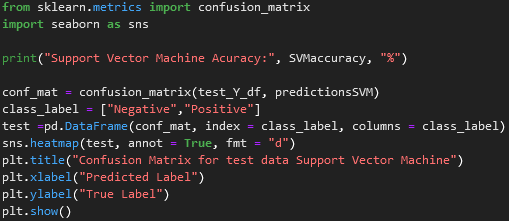 from sklearn.metrics import confusion_matrix
import seaborn as sns
print("Support Vector Machine Acuracy:", SVMaccuracy, "%")
conf_mat = confusion_matrix(test_Y_df, predictionsSVM)
class_label = ["Negative","Positive"]
test =pd.DataFrame(conf_mat, index = class_label, columns = class_label)
sns.heatmap(test, annot = True, fmt = "d")
plt.title("Confusion Matrix for test data Support Vector Machine")
plt.xlabel("Predicted Label")
plt.ylabel("True Label")
plt.show()